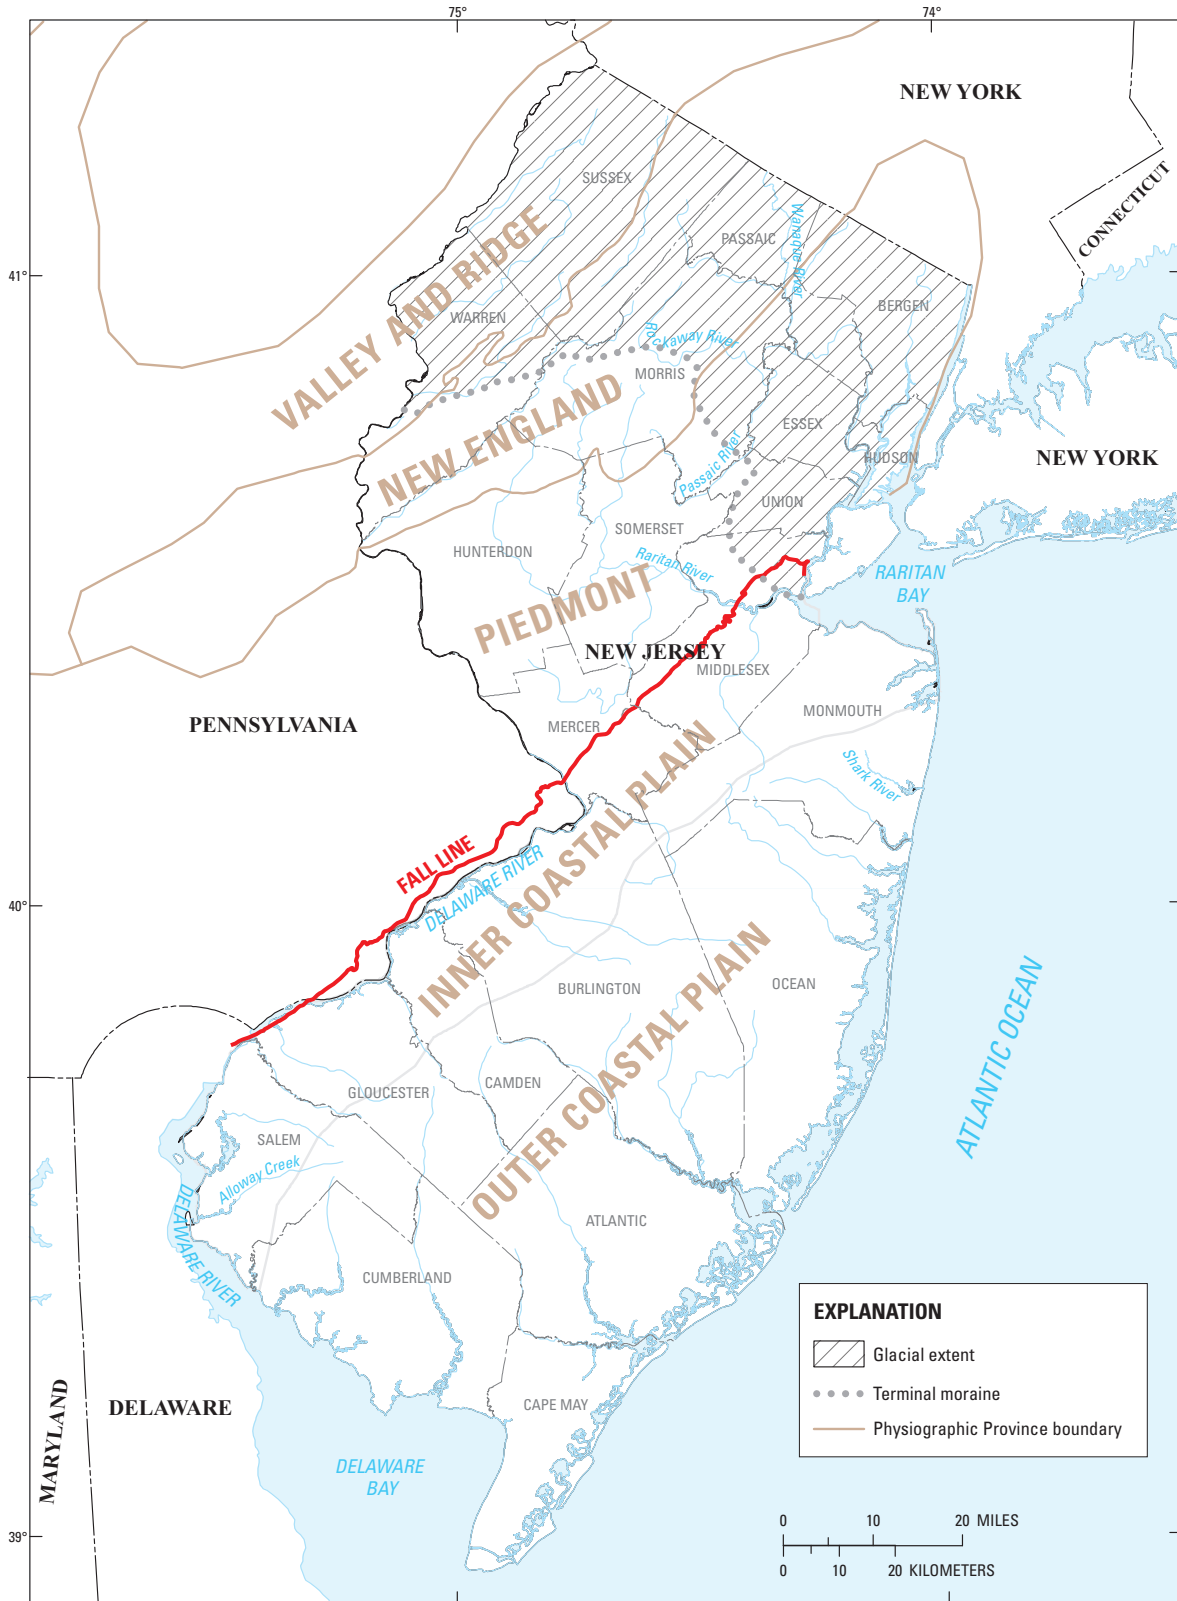 75°
74°
NEW YORK
CONNECTICUT
SUSSEX
PASSAIC
Wanaque River
41°
BERGEN
VALLEY AND RIDGE
WARREN
Rockaway River
MORRIS
NEW ENGLAND
ESSEX
HUDSON
NEW YORK
Passaic River
UNION
SOMERSET
HUNTERDON
Raritan River
RARITAN
BAY
PIEDMONT
NEW JERSEY
MIDDLESEX
MONMOUTH
PENNSYLVANIA
MERCER
Shark River
FALL LINE
DELAWARE RIVER
INNER COASTAL PLAIN
40°
OCEAN
BURLINGTON
OUTER COASTAL PLAIN
ATLANTIC OCEAN
CAMDEN
GLOUCESTER
SALEM
Alloway Creek
DELAWARE RIVER
ATLANTIC
CUMBERLAND
CAPE MAY
MARYLAND
DELAWARE
DELAWARE
BAY
39°
EXPLANATION
Glacial extent
Terminal moraine
Physiographic Province boundary
0 10 20 MILES
0 10 20 KILOMETERS